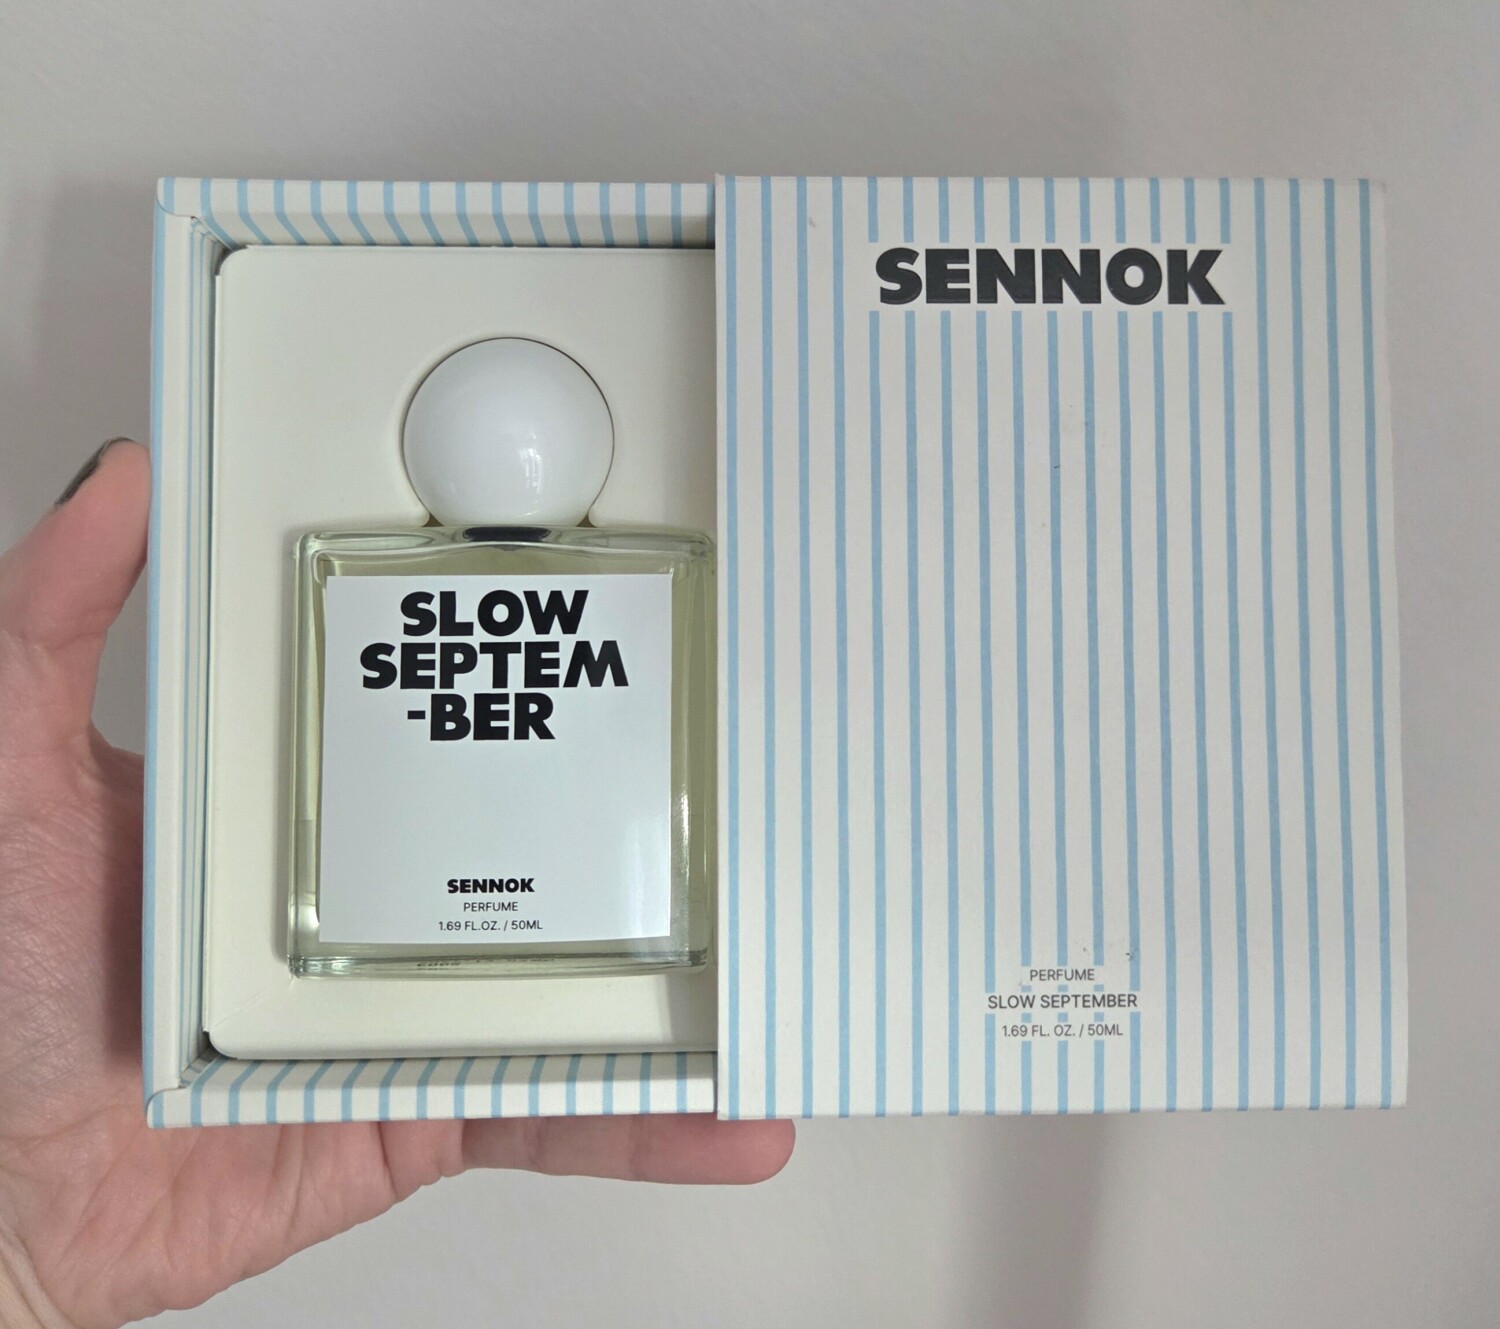 SLOW
SEPTEM
-BER
SENNOK
PERFUME
1.69 FL.OZ. / 50ML
SENNOK
PERFUME
SLOW SEPTEMBER
1.69 FL. OZ. / 50ML